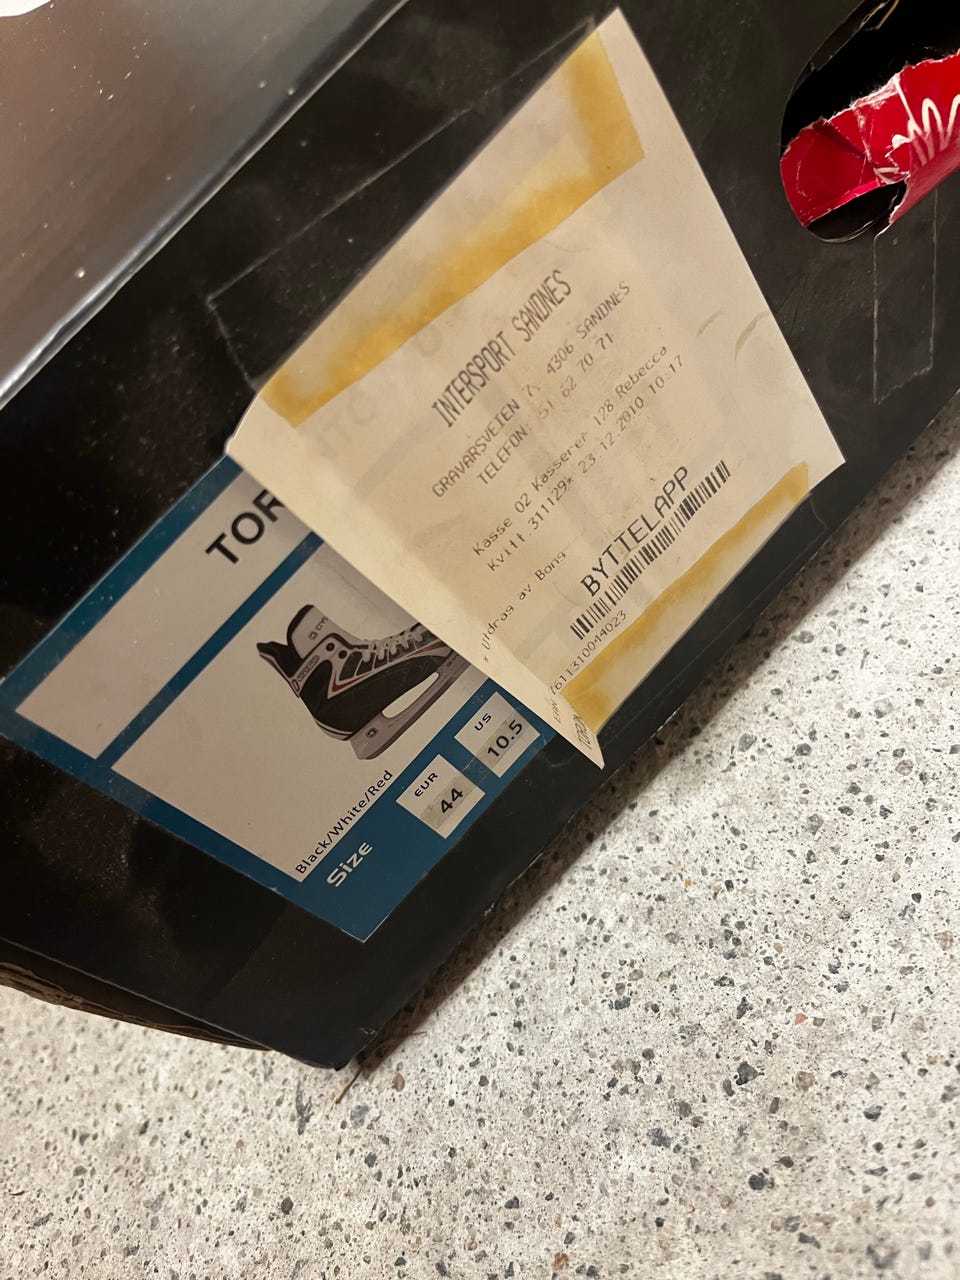 INTERSPORT SANDNES
GRAVARSVEIEN 7, 4306 SANDNES
TELEFON: 51 62 70 71
Kasse 02 Kasserer 128 Rebecca
Kvitt.311129* 23.12.2010 10:17
* Utdrag av Bong
BYTTELAPP
7611310044023
TOR
Black/White/Red
Size
EUR
44
US
10.5